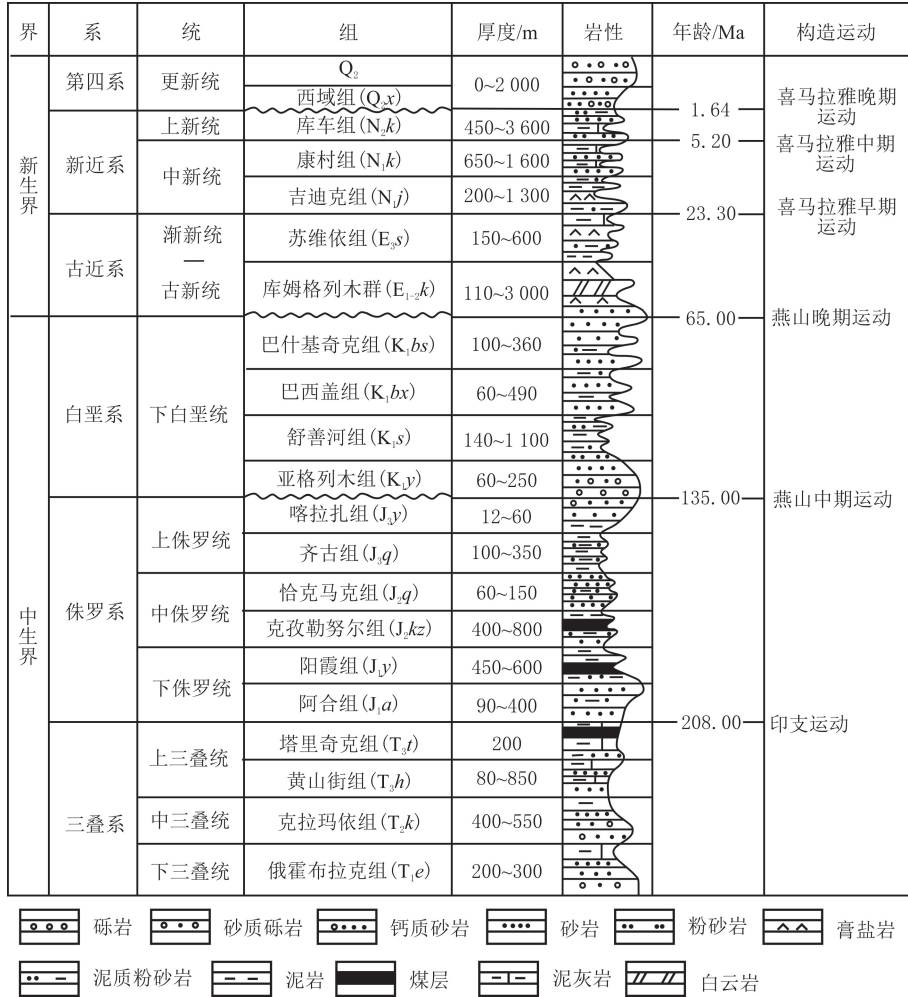 界 系 统 组 厚度/m 岩性 年龄/Ma 构造运动
新生界
第四系 更新统 Q₂ 0~2 000
西域组(Q₂x)
1.64 喜马拉雅晚期运动
新近系 上新统 库车组(N₂k) 450~3 600
5.20 喜马拉雅中期运动
中新统 康村组(N₁k) 650~1 600
吉迪克组(N₁j) 200~1 300
23.30 喜马拉雅早期运动
古近系 渐新统—古新统 苏维依组(E₃s) 150~600
库姆格列木群(E₁₋₂k) 110~3 000
65.00 燕山晚期运动
中生界
白垩系 下白垩统 巴什基奇克组(K₁bs) 100~360
巴西盖组(K₁bx) 60~490
舒善河组(K₁s) 140~1 100
亚格列木组(K₁y) 60~250
135.00 燕山中期运动
侏罗系 上侏罗统 喀拉扎组(J₃y) 12~60
齐古组(J₃q) 100~350
中侏罗统 恰克马克组(J₂q) 60~150
克孜勒努尔组(J₂kz) 400~800
下侏罗统 阳霞组(J₁y) 450~600
阿合组(J₁a) 90~400
208.00 印支运动
三叠系 上三叠统 塔里奇克组(T₃t) 200
黄山街组(T₃h) 80~850
中三叠统 克拉玛依组(T₂k) 400~550
下三叠统 俄霍布拉克组(T₁e) 200~300
砾岩 砂质砾岩 钙质砂岩 砂岩 粉砂岩 膏盐岩
泥质粉砂岩 泥岩 煤层 泥灰岩 白云岩